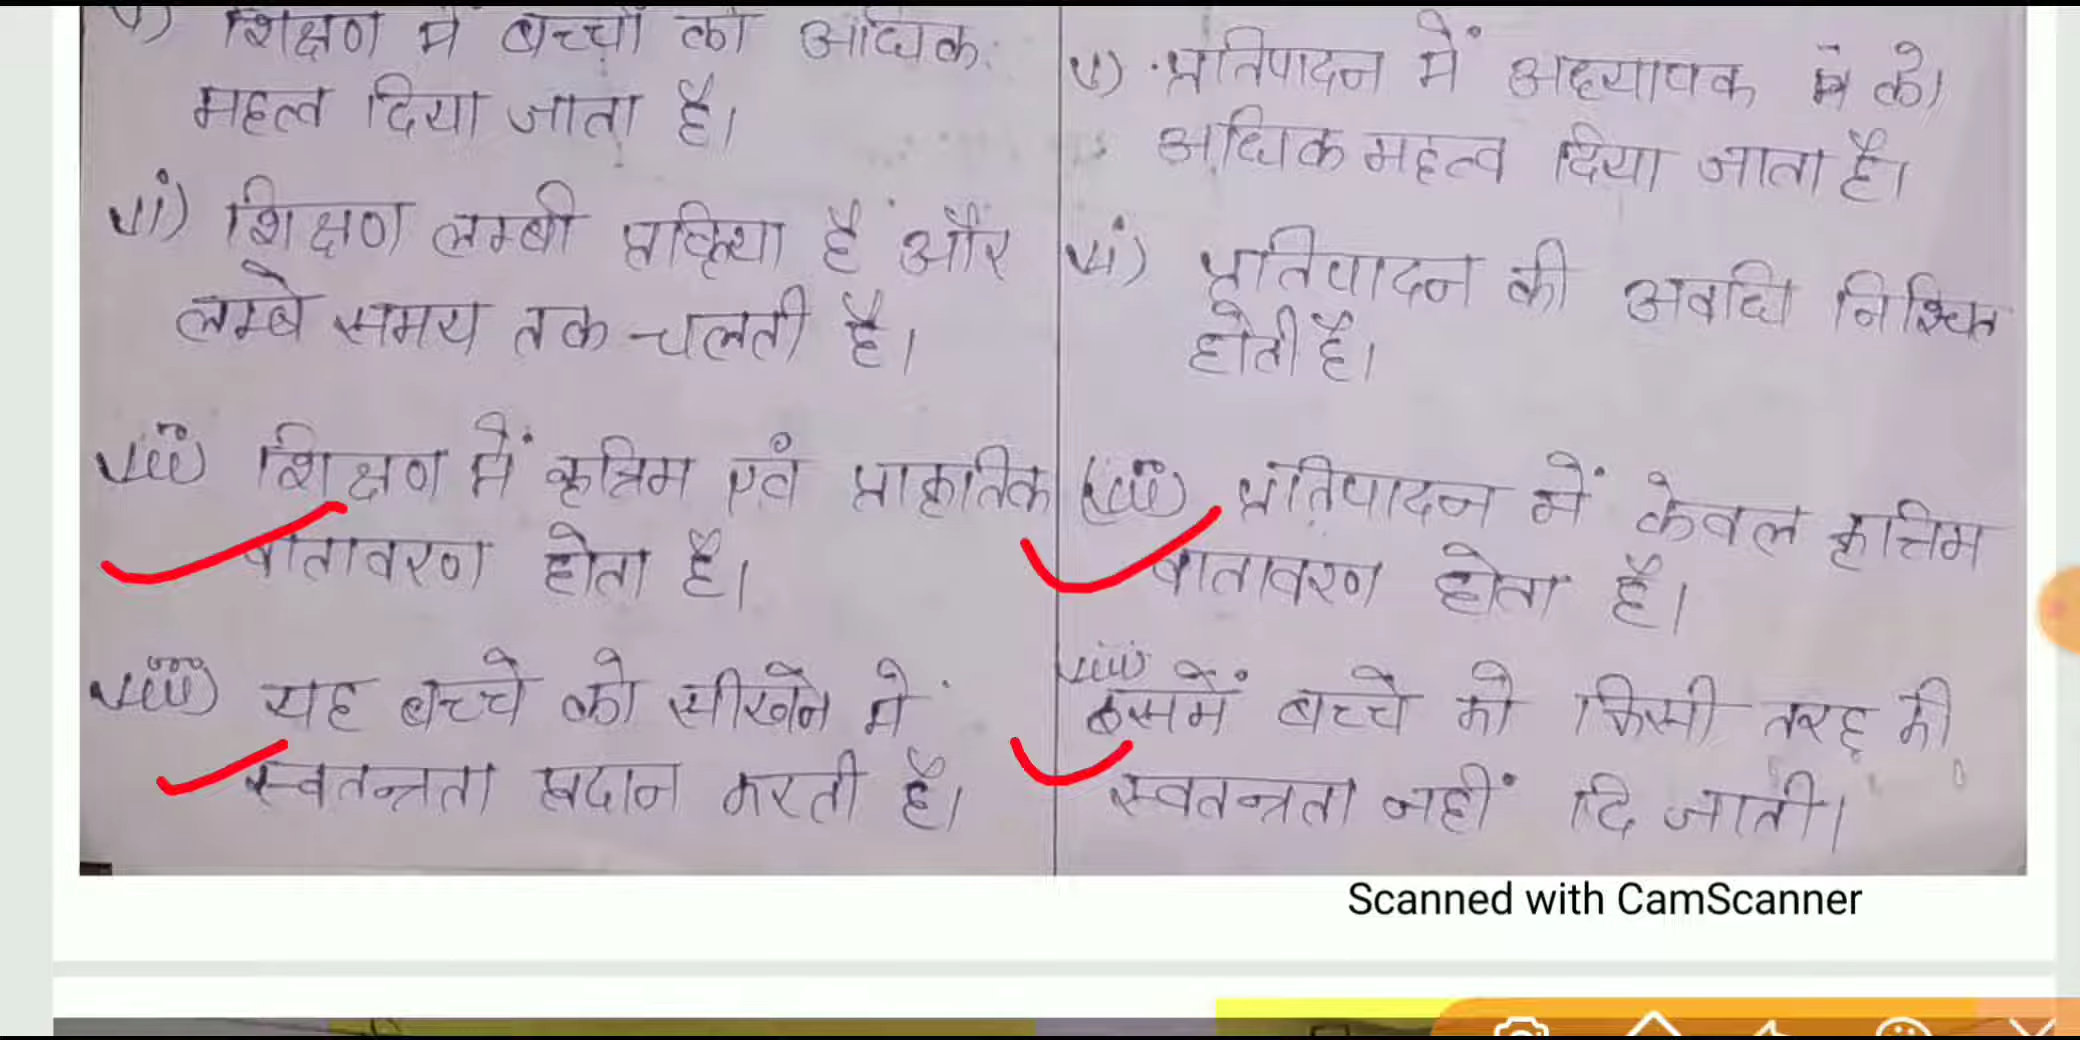 v) शिक्षण में बच्चों को अधिक
महत्व दिया जाता है।
vi) शिक्षण लम्बी प्रक्रिया है और
लम्बे समय तक चलती है।
vii) शिक्षण में कृत्रिम एवं प्राकृतिक
वातावरण होता है।
viii) यह बच्चे को सीखने में
स्वतन्त्रता प्रदान करती है।
v) प्रतिपादन में अध्यापक को
अधिक महत्व दिया जाता है।
vi) प्रतिपादन की अवधि निश्चित
होती है।
vii) प्रतिपादन में केवल कृत्रिम
वातावरण होता है।
viii) इसमें बच्चे को किसी तरह की
स्वतन्त्रता नहीं दि जाती।
Scanned with CamScanner